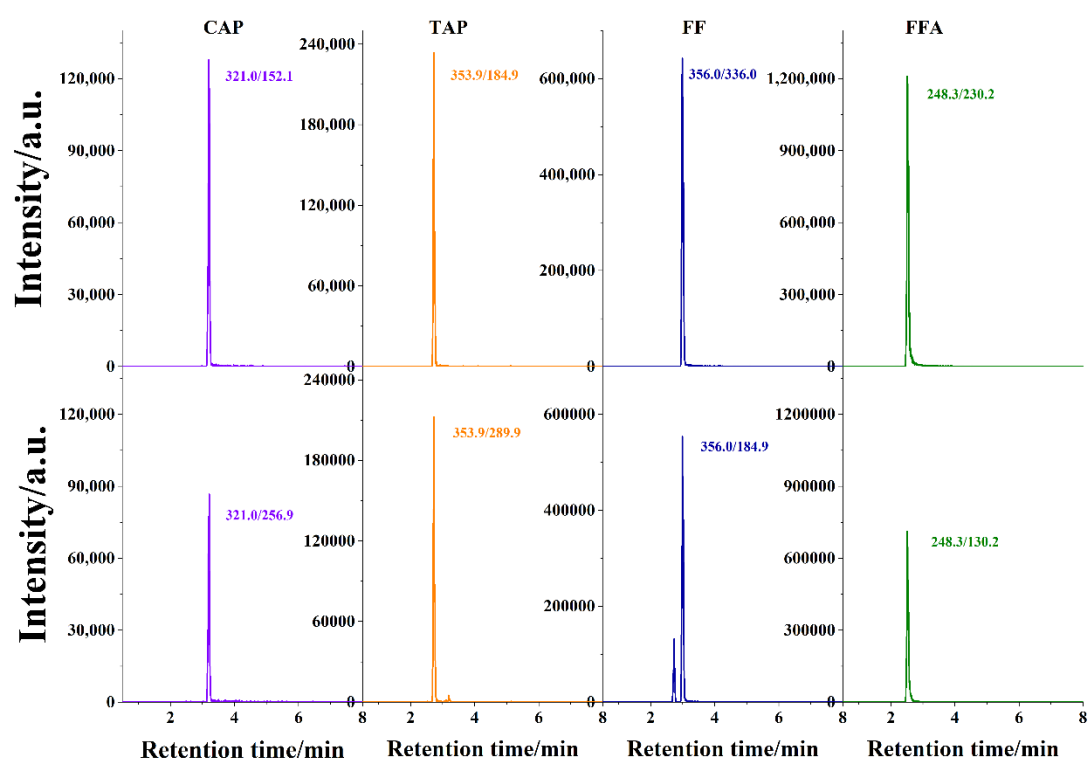 CAP TAP FF FFA
120,000 240,000 600,000 1,200,000
321.0/152.1 353.9/184.9 356.0/336.0 248.3/230.2
90,000 180,000 400,000 900,000
60,000 120,000 200,000 600,000
30,000 60,000 300,000
0 0 0 0
Intensity/a.u.
120,000 240000 600000 1200000
353.9/289.9 356.0/184.9
90,000 180000 400000 900000
321.0/256.9 248.3/130.2
60,000 120000 200000 600000
30,000 60000 300000
0 0 0 0
Intensity/a.u.
2 4 6 8 2 4 6 8 2 4 6 8 2 4 6 8
Retention time/min Retention time/min Retention time/min Retention time/min